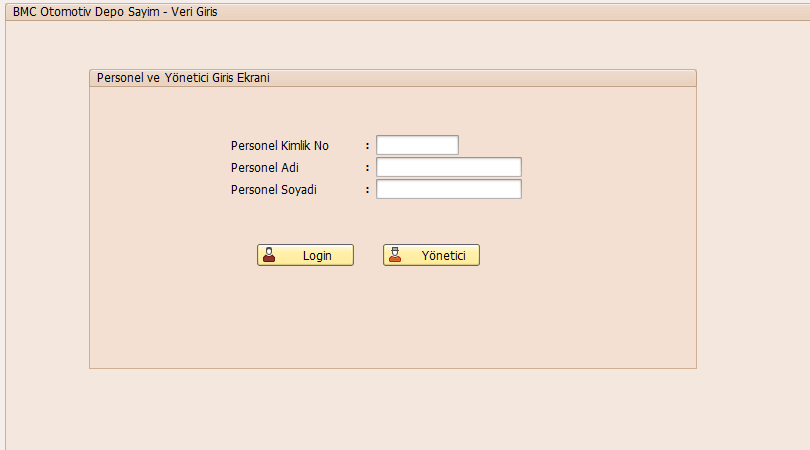 BMC Otomotiv Depo Sayim - Veri Giris
Personel ve Yönetici Giris Ekrani
Personel Kimlik No :
Personel Adi :
Personel Soyadi :
Login Yönetici